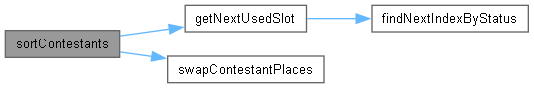 sortContestants
getNextUsedSlot
findNextIndexByStatus
swapContestantPlaces